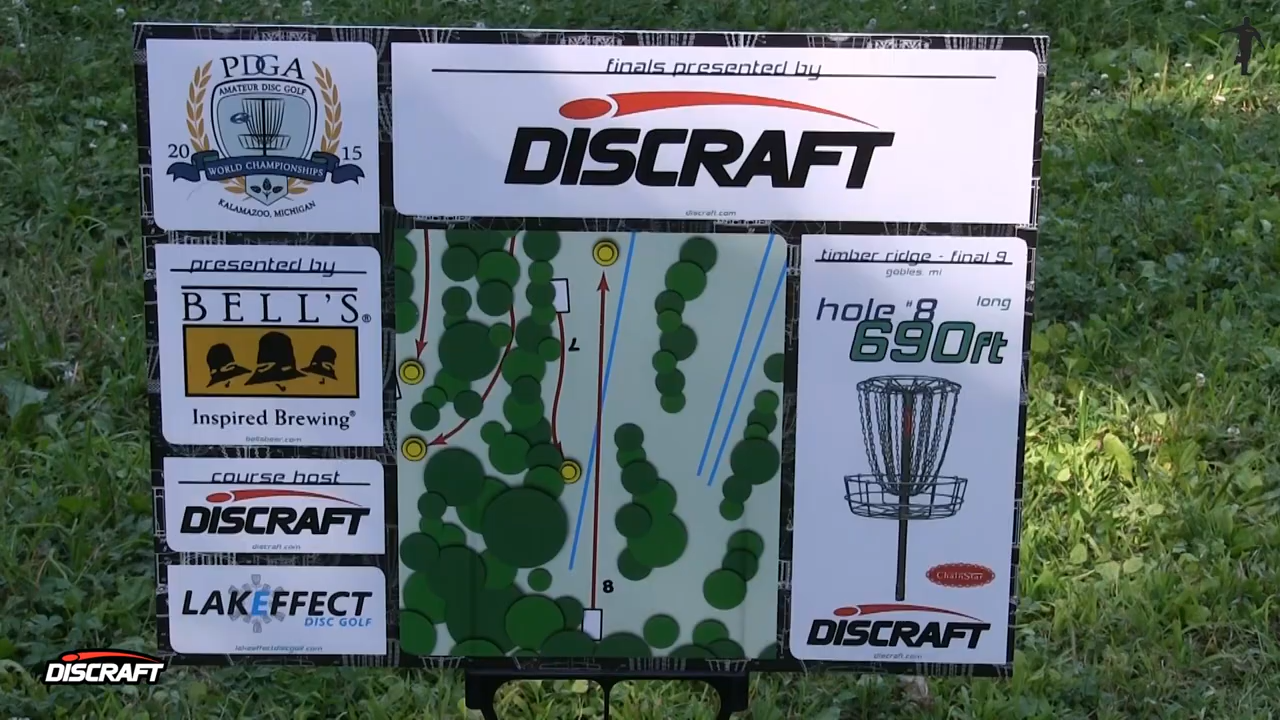 PDGA
AMATEUR DISC GOLF
20 15
WORLD CHAMPIONSHIPS
KALAMAZOO, MICHIGAN
finals presented by
DISCRAFT
discraft.com
presented by
BELL'S®
Inspired Brewing®
bellsbeer.com
course host
DISCRAFT
discraft.com
LAKEFFECT
DISC GOLF
lakeeffectdiscgolf.com
7
8
timber ridge - final 9
gobles, mi
hole #8 long
690ft
ChainStar
DISCRAFT
discraft.com
DISCRAFT